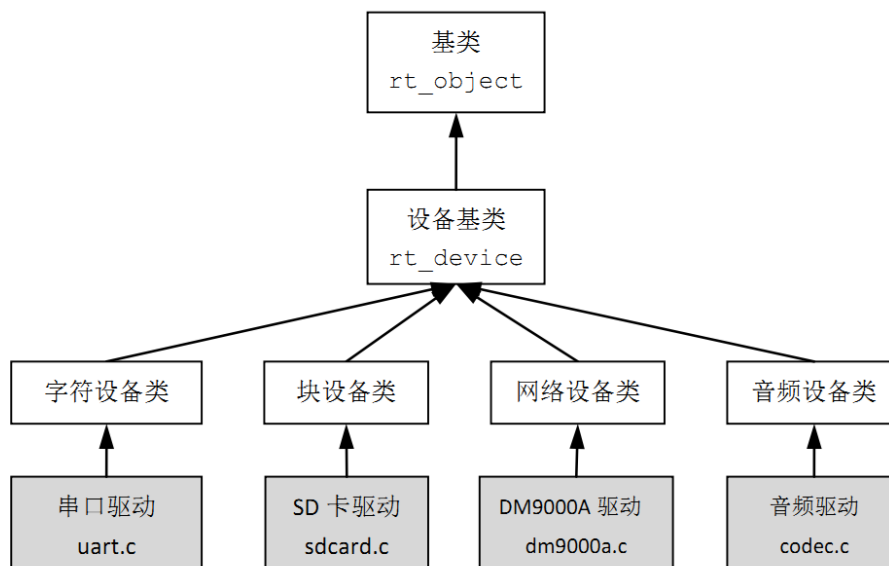 基类
rt_object
设备基类
rt_device
字符设备类
块设备类
网络设备类
音频设备类
串口驱动
uart.c
SD 卡驱动
sdcard.c
DM9000A 驱动
dm9000a.c
音频驱动
codec.c